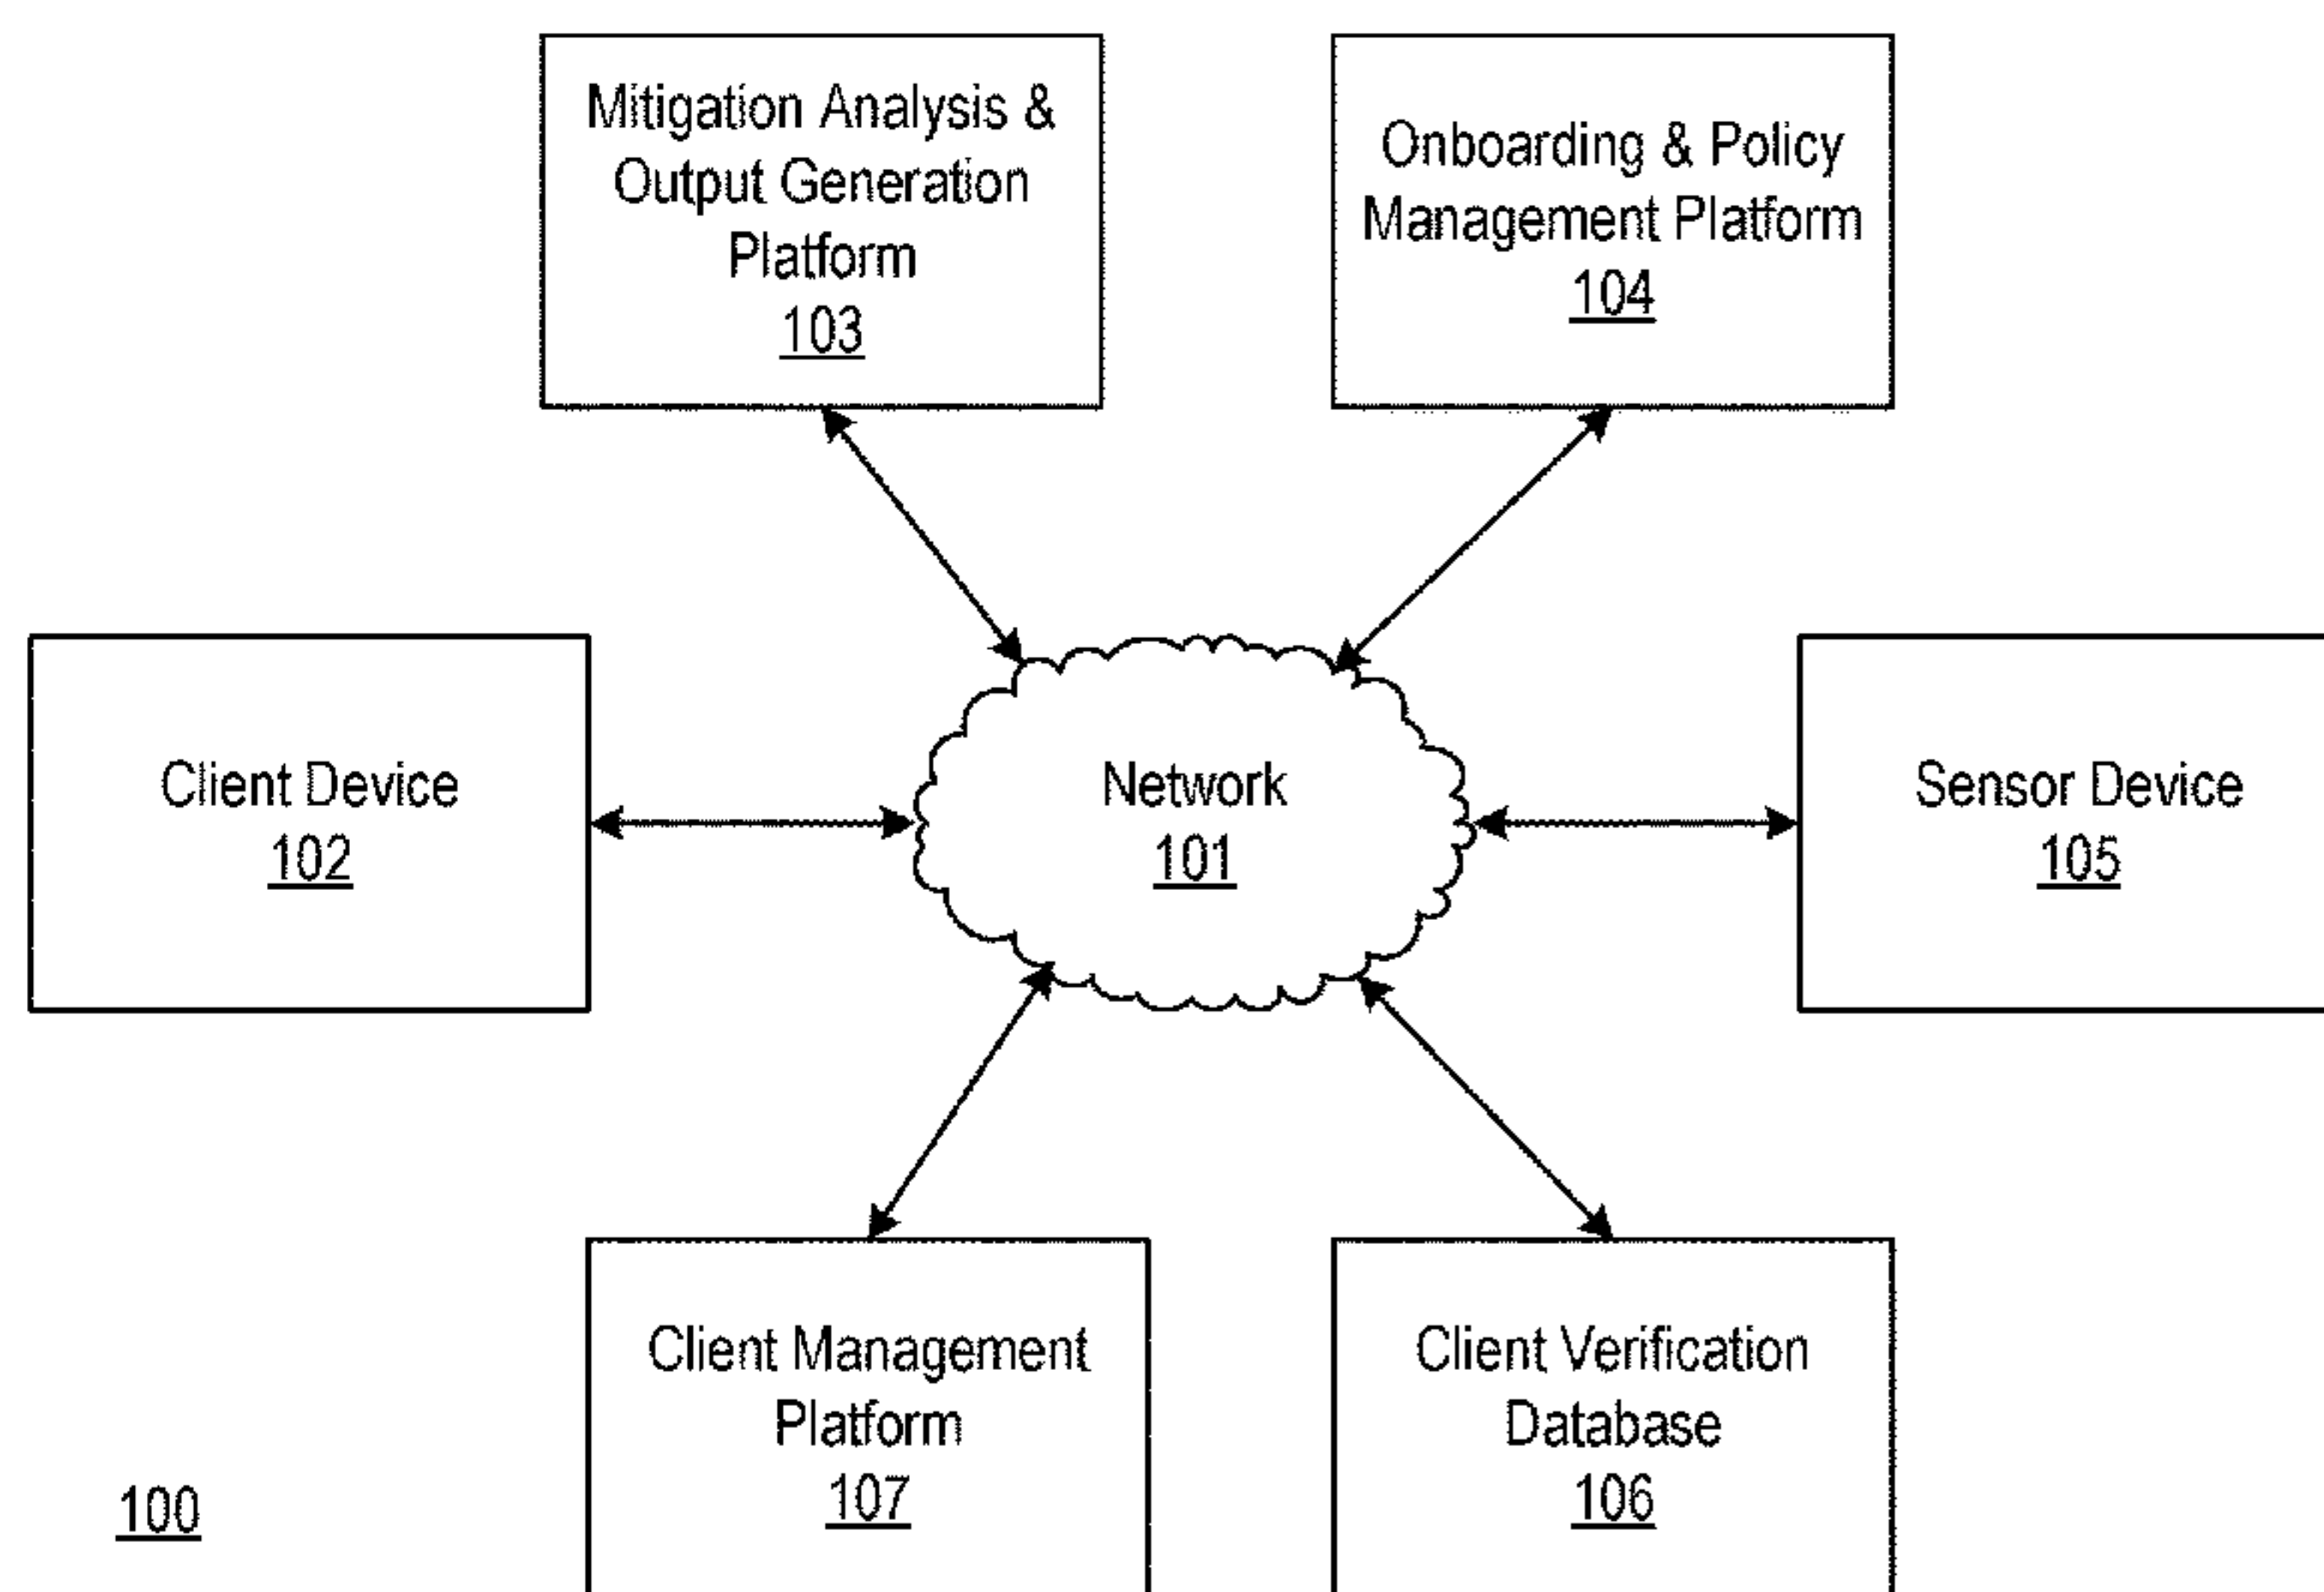 Mitigation Analysis &
Output Generation
Platform
103
Onboarding & Policy
Management Platform
104
Client Device
102
Network
101
Sensor Device
105
Client Management
Platform
107
Client Verification
Database
106
100